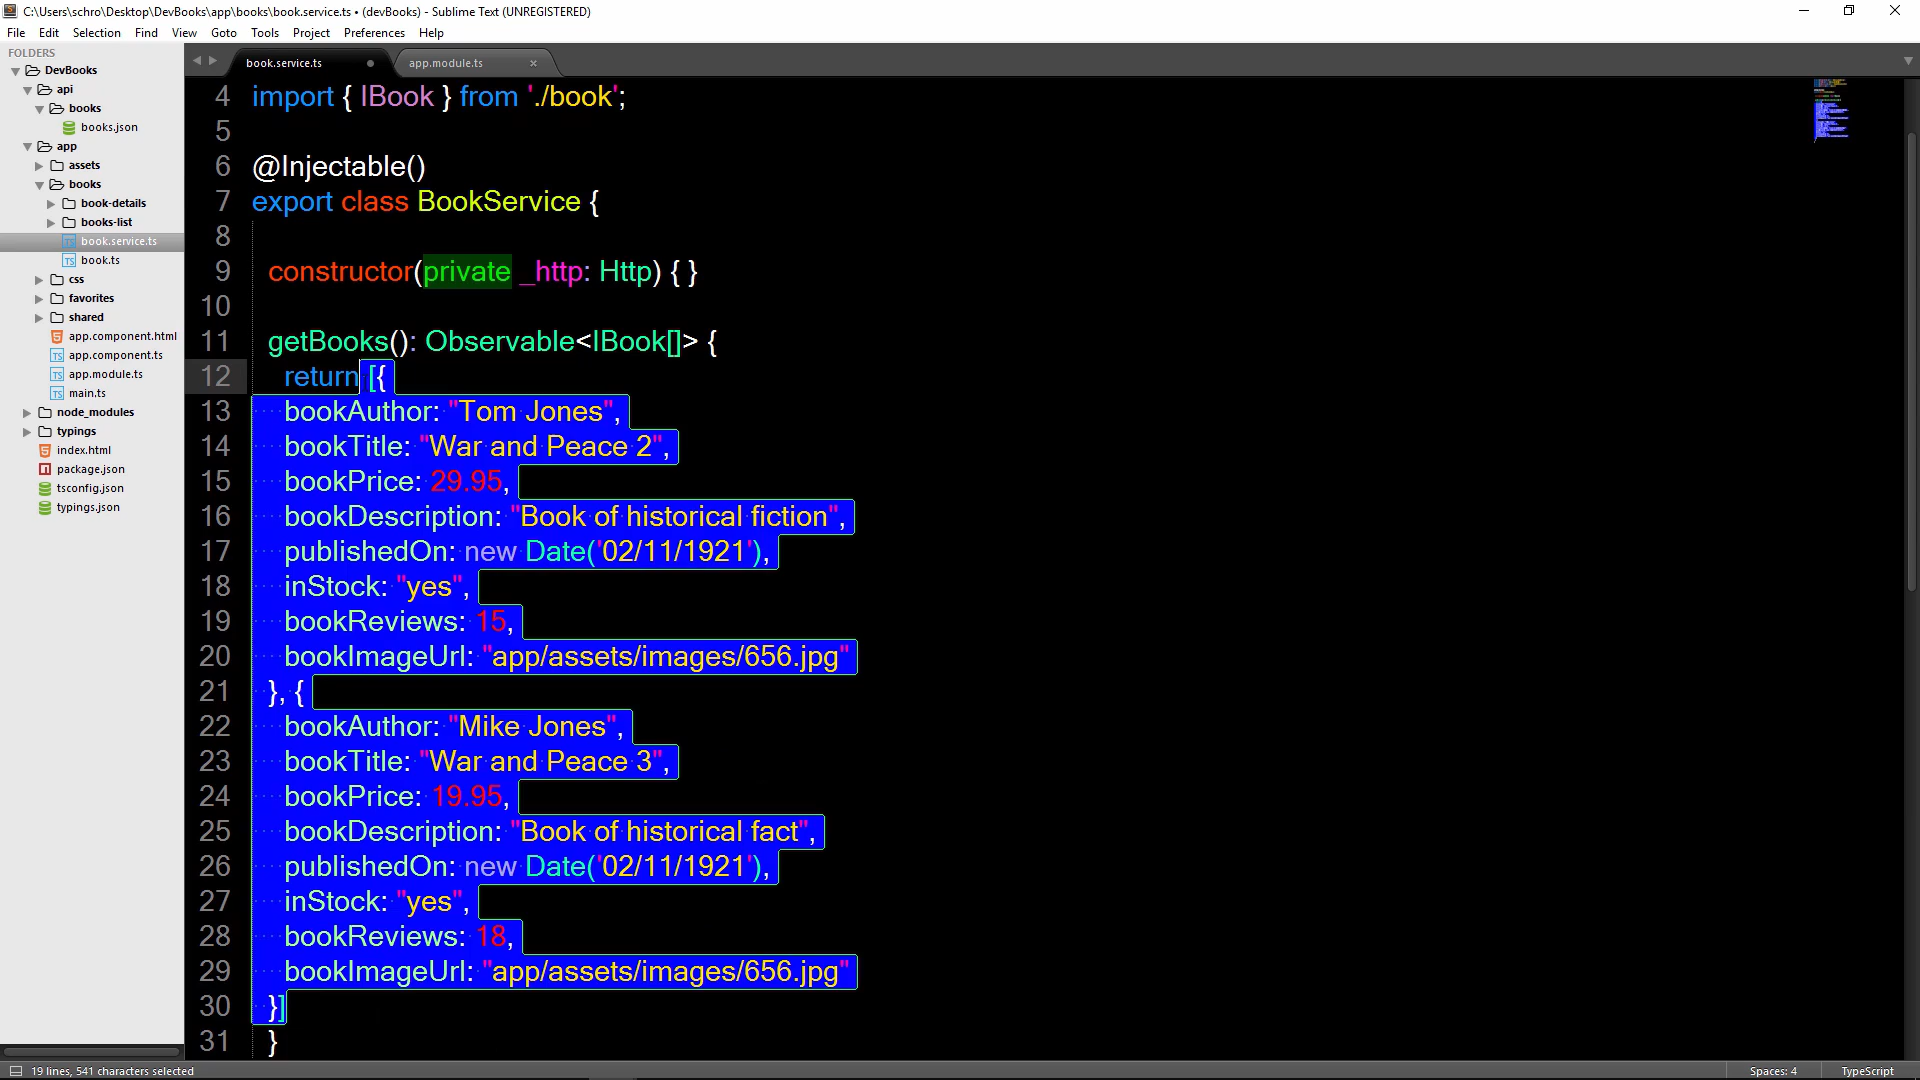 C:\Users\schro\Desktop\DevBooks\app\books\book.service.ts • (devBooks) - Sublime Text (UNREGISTERED)
File Edit Selection Find View Goto Tools Project Preferences Help
FOLDERS
DevBooks
api
books
books.json
app
assets
books
book-details
books-list
book.service.ts
book.ts
css
favorites
shared
app.component.html
app.component.ts
app.module.ts
main.ts
node_modules
typings
index.html
package.json
tsconfig.json
typings.json
book.service.ts
app.module.ts
4 import { IBook } from './book';
5
6 @Injectable()
7 export class BookService {
8
9 constructor(private _http: Http) { }
10
11 getBooks(): Observable<IBook[]> {
12 return [{
13 bookAuthor: "Tom Jones",
14 bookTitle: "War and Peace 2",
15 bookPrice: 29.95,
16 bookDescription: "Book of historical fiction",
17 publishedOn: new Date('02/11/1921'),
18 inStock: "yes",
19 bookReviews: 15,
20 bookImageUrl: "app/assets/images/656.jpg"
21 }, {
22 bookAuthor: "Mike Jones",
23 bookTitle: "War and Peace 3",
24 bookPrice: 19.95,
25 bookDescription: "Book of historical fact",
26 publishedOn: new Date('02/11/1921'),
27 inStock: "yes",
28 bookReviews: 18,
29 bookImageUrl: "app/assets/images/656.jpg"
30 }]
31 }
19 lines, 541 characters selected
Spaces: 4
TypeScript